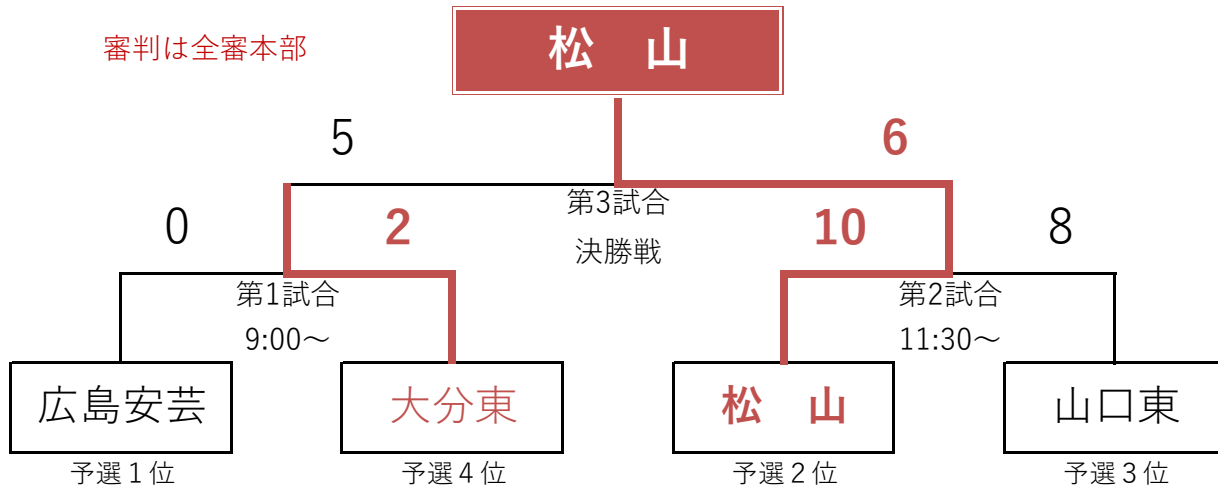 審判は全審本部
松　山
5
6
第3試合
決勝戦
0
2
10
8
第1試合
9:00～
第2試合
11:30～
広島安芸
大分東
松　山
山口東
予選１位
予選４位
予選２位
予選３位